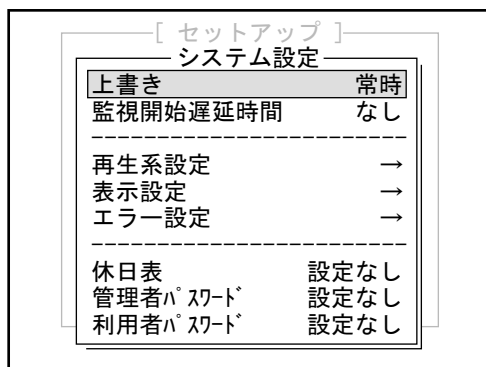 [ セットアップ ]
システム設定
上書き 常時
監視開始遅延時間 なし
------------------------
再生系設定 →
表示設定 →
エラー設定 →
------------------------
休日表 設定なし
管理者ﾊﾟｽﾜｰﾄﾞ 設定なし
利用者ﾊﾟｽﾜｰﾄﾞ 設定なし